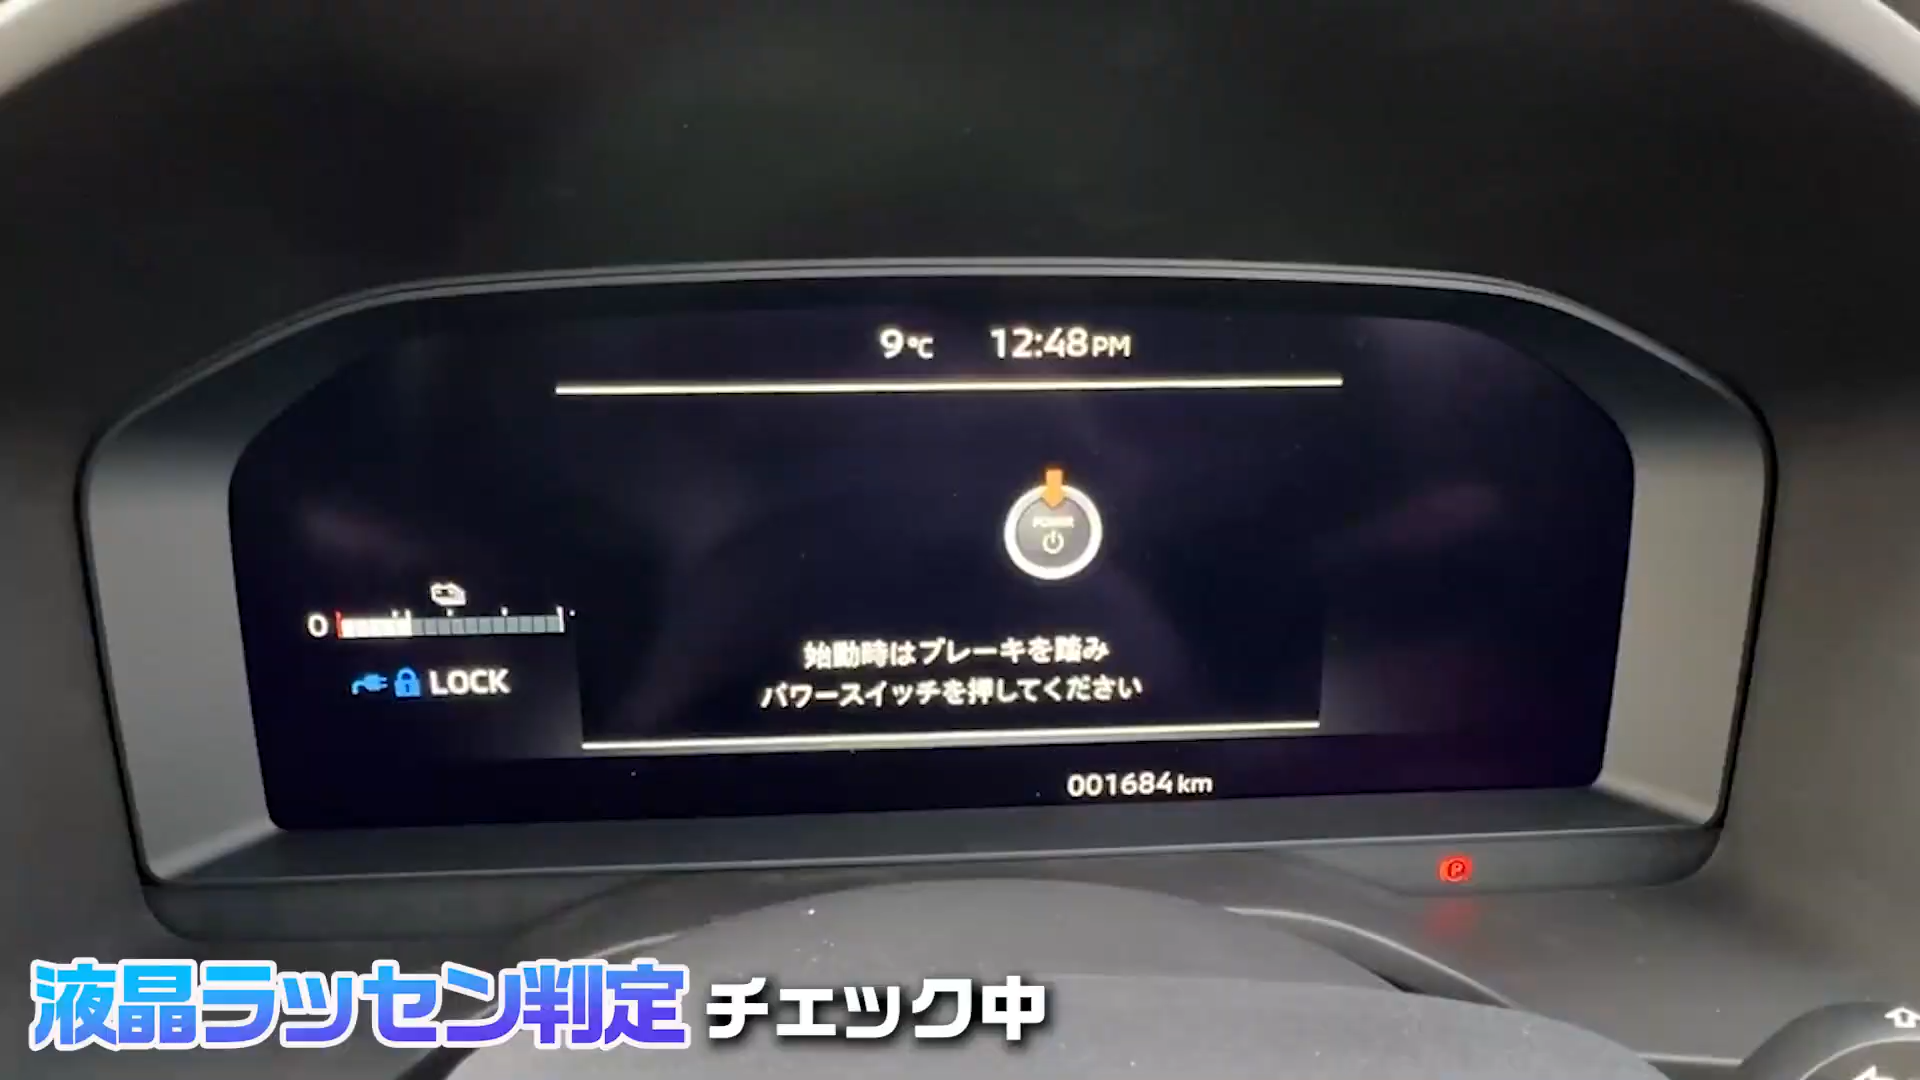 9℃ 12:48PM
POWER
0
LOCK
始動時はブレーキを踏み
パワースイッチを押してください
001684km
P
液晶ラッセン判定 チェック中